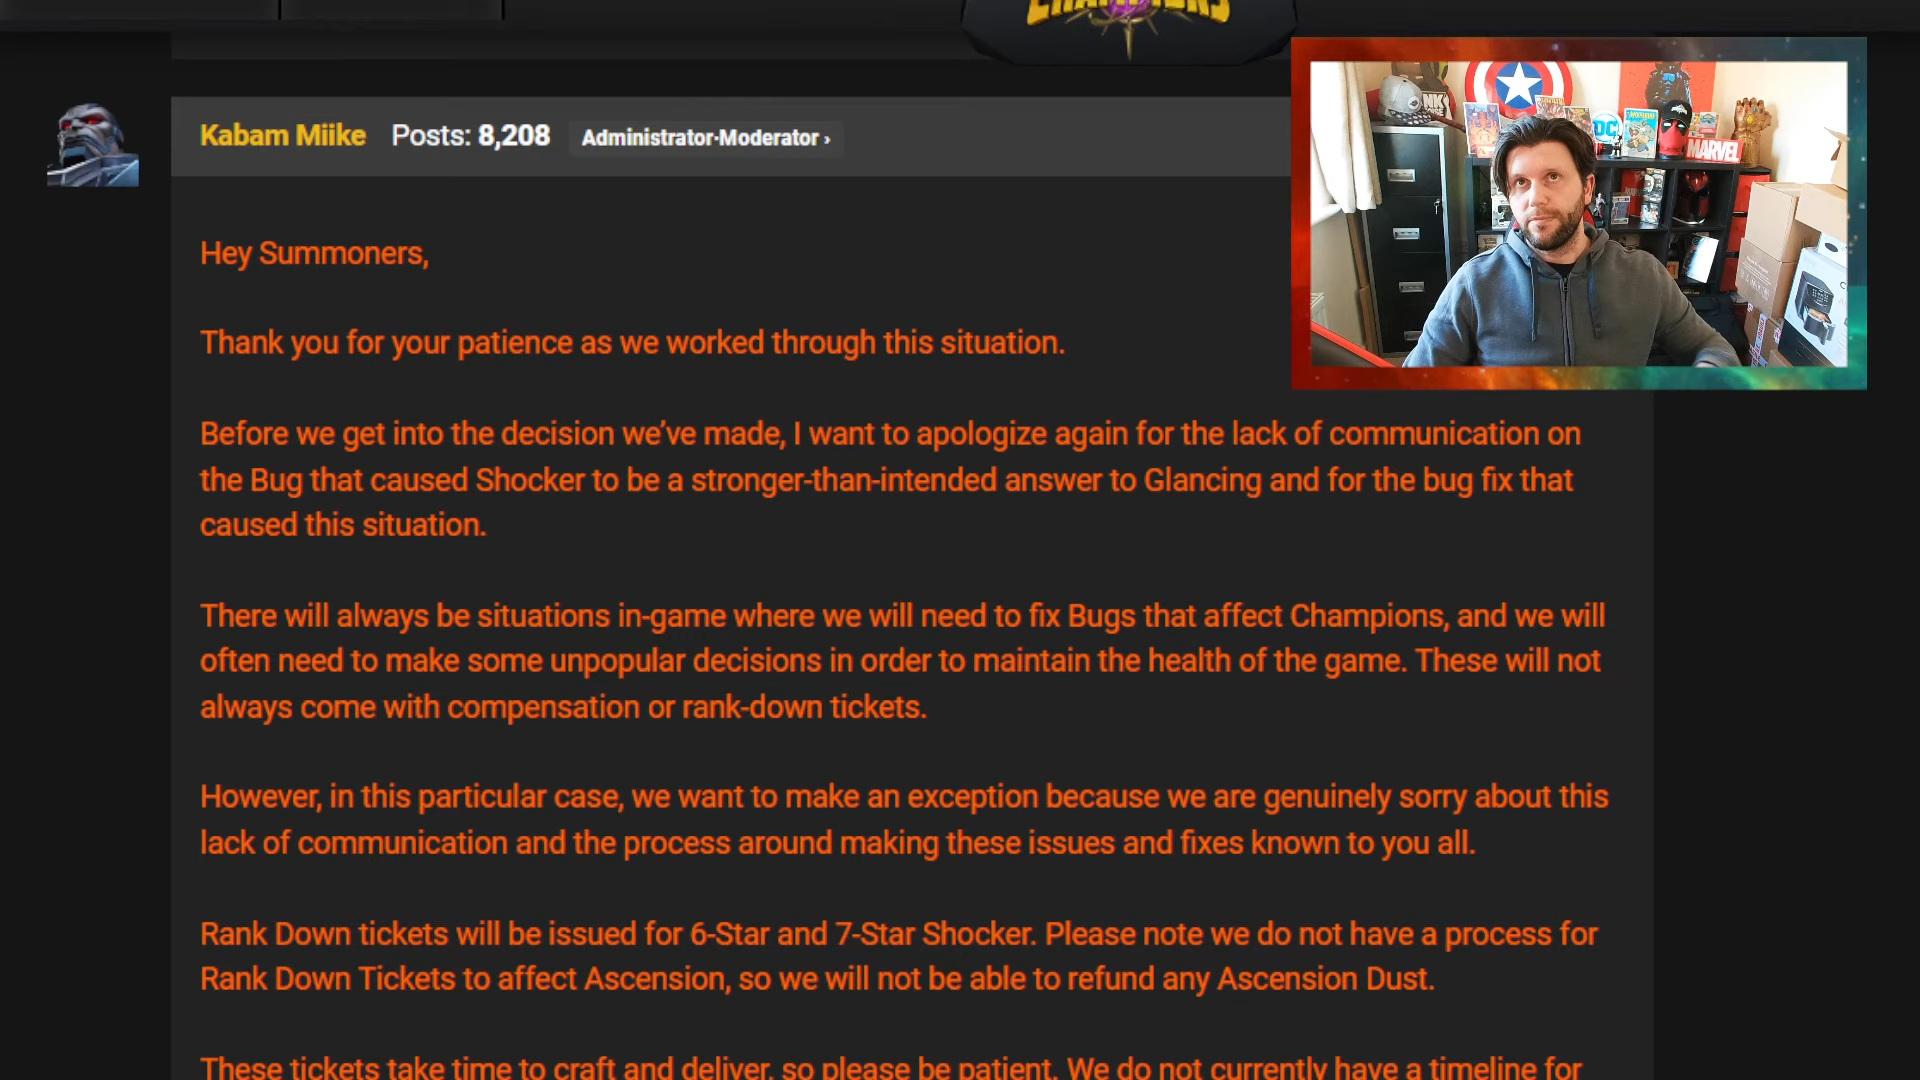 CHAMPIONS
Kabam Miike Posts: 8,208 Administrator·Moderator ›
Hey Summoners,
Thank you for your patience as we worked through this situation.
Before we get into the decision we've made, I want to apologize again for the lack of communication on
the Bug that caused Shocker to be a stronger-than-intended answer to Glancing and for the bug fix that
caused this situation.
There will always be situations in-game where we will need to fix Bugs that affect Champions, and we will
often need to make some unpopular decisions in order to maintain the health of the game. These will not
always come with compensation or rank-down tickets.
However, in this particular case, we want to make an exception because we are genuinely sorry about this
lack of communication and the process around making these issues and fixes known to you all.
Rank Down tickets will be issued for 6-Star and 7-Star Shocker. Please note we do not have a process for
Rank Down Tickets to affect Ascension, so we will not be able to refund any Ascension Dust.
These tickets take time to craft and deliver, so please be patient. We do not currently have a timeline for
DC
MARVEL